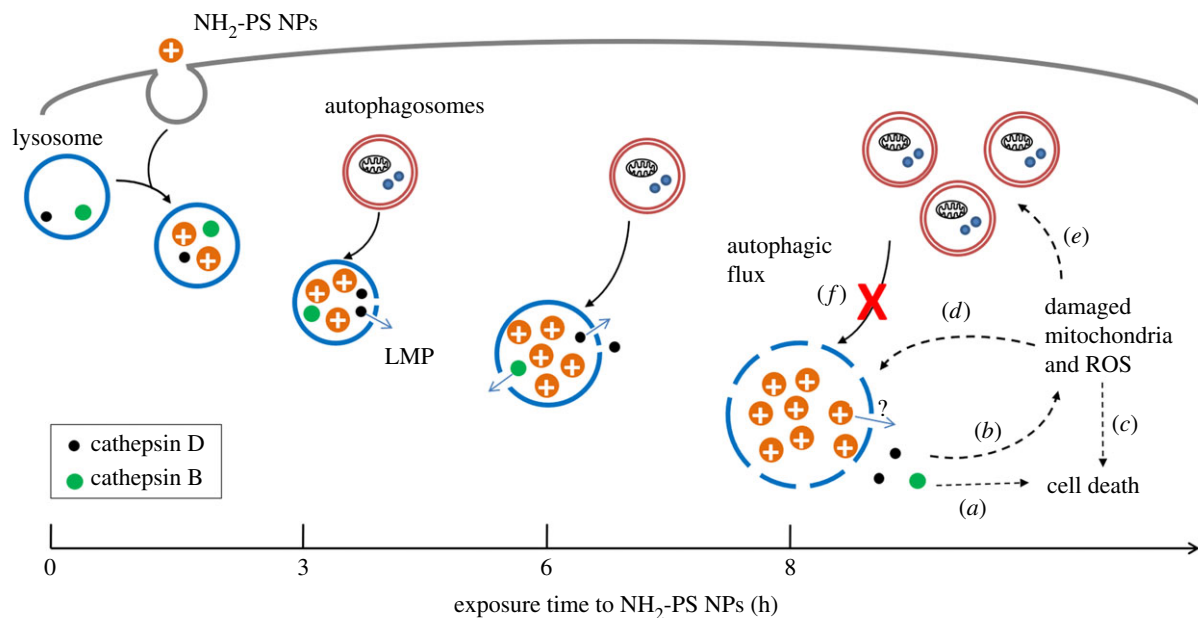 NH₂-PS NPs
lysosome
autophagosomes
LMP
autophagic
flux
(f)
(e)
(d)
damaged
mitochondria
and ROS
?
(b)
(c)
cell death
(a)
cathepsin D
cathepsin B
0
3
6
8
exposure time to NH₂-PS NPs (h)